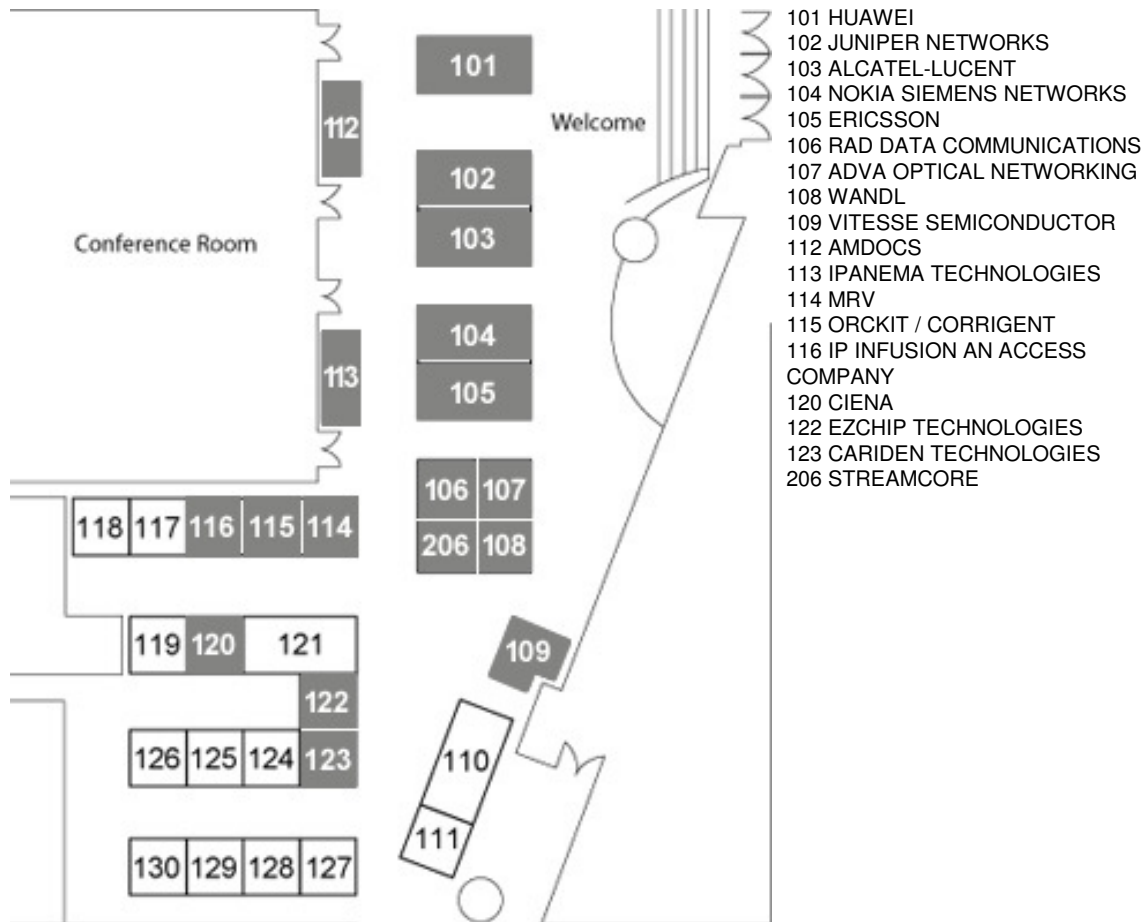 101
112
Welcome
102
103
Conference Room
104
113
105
106 107
118 117 116 115 114
206 108
119 120 121
109
122
126 125 124 123
110
111
130 129 128 127
101 HUAWEI
102 JUNIPER NETWORKS
103 ALCATEL-LUCENT
104 NOKIA SIEMENS NETWORKS
105 ERICSSON
106 RAD DATA COMMUNICATIONS
107 ADVA OPTICAL NETWORKING
108 WANDL
109 VITESSE SEMICONDUCTOR
112 AMDOCS
113 IPANEMA TECHNOLOGIES
114 MRV
115 ORCKIT / CORRIGENT
116 IP INFUSION AN ACCESS
COMPANY
120 CIENA
122 EZCHIP TECHNOLOGIES
123 CARIDEN TECHNOLOGIES
206 STREAMCORE